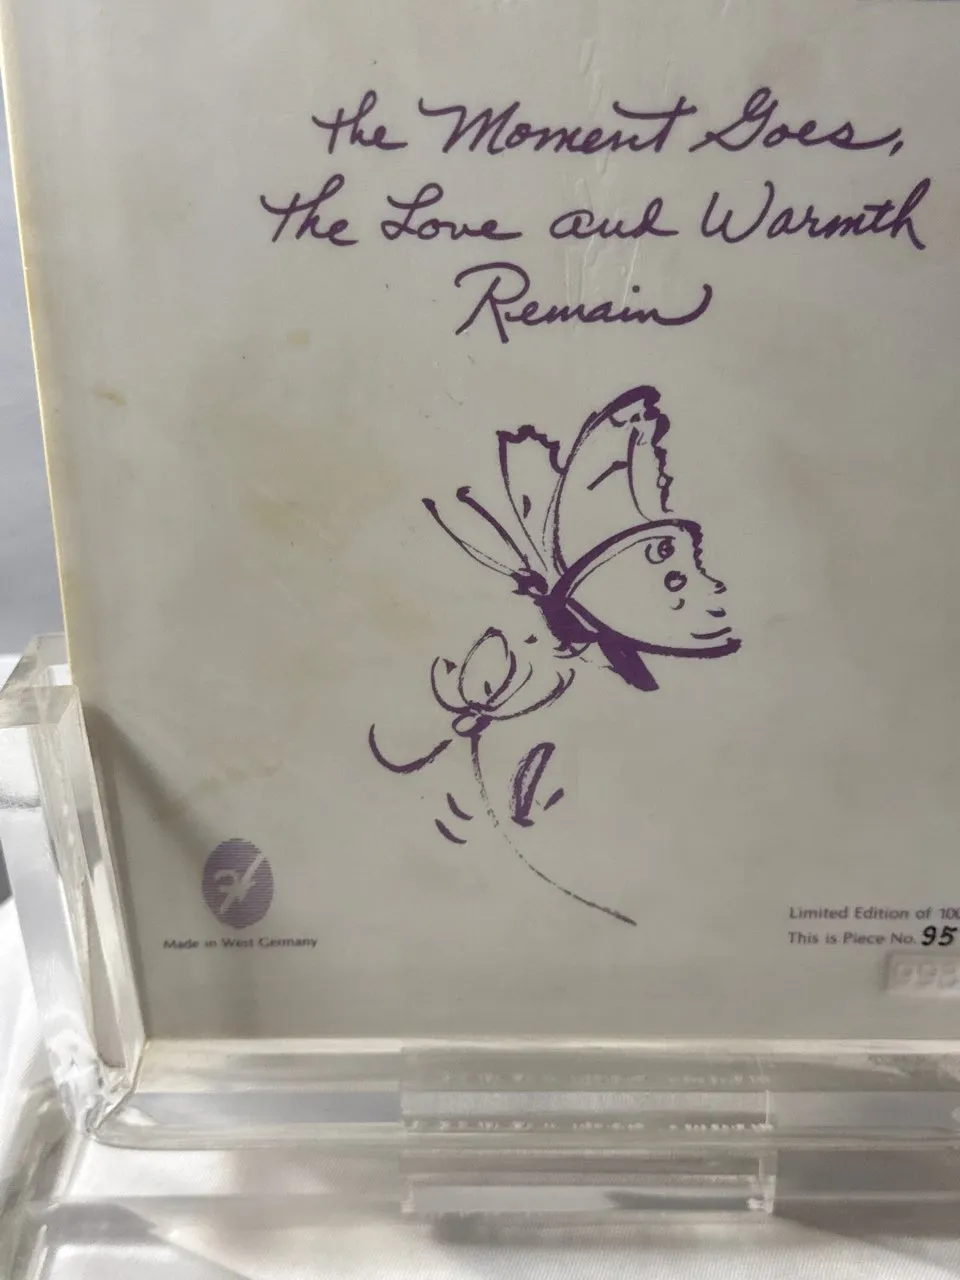 the Moment Goes,
the Love and Warmth
Remain
Made in West Germany
Limited Edition of 100
This is Piece No. 95